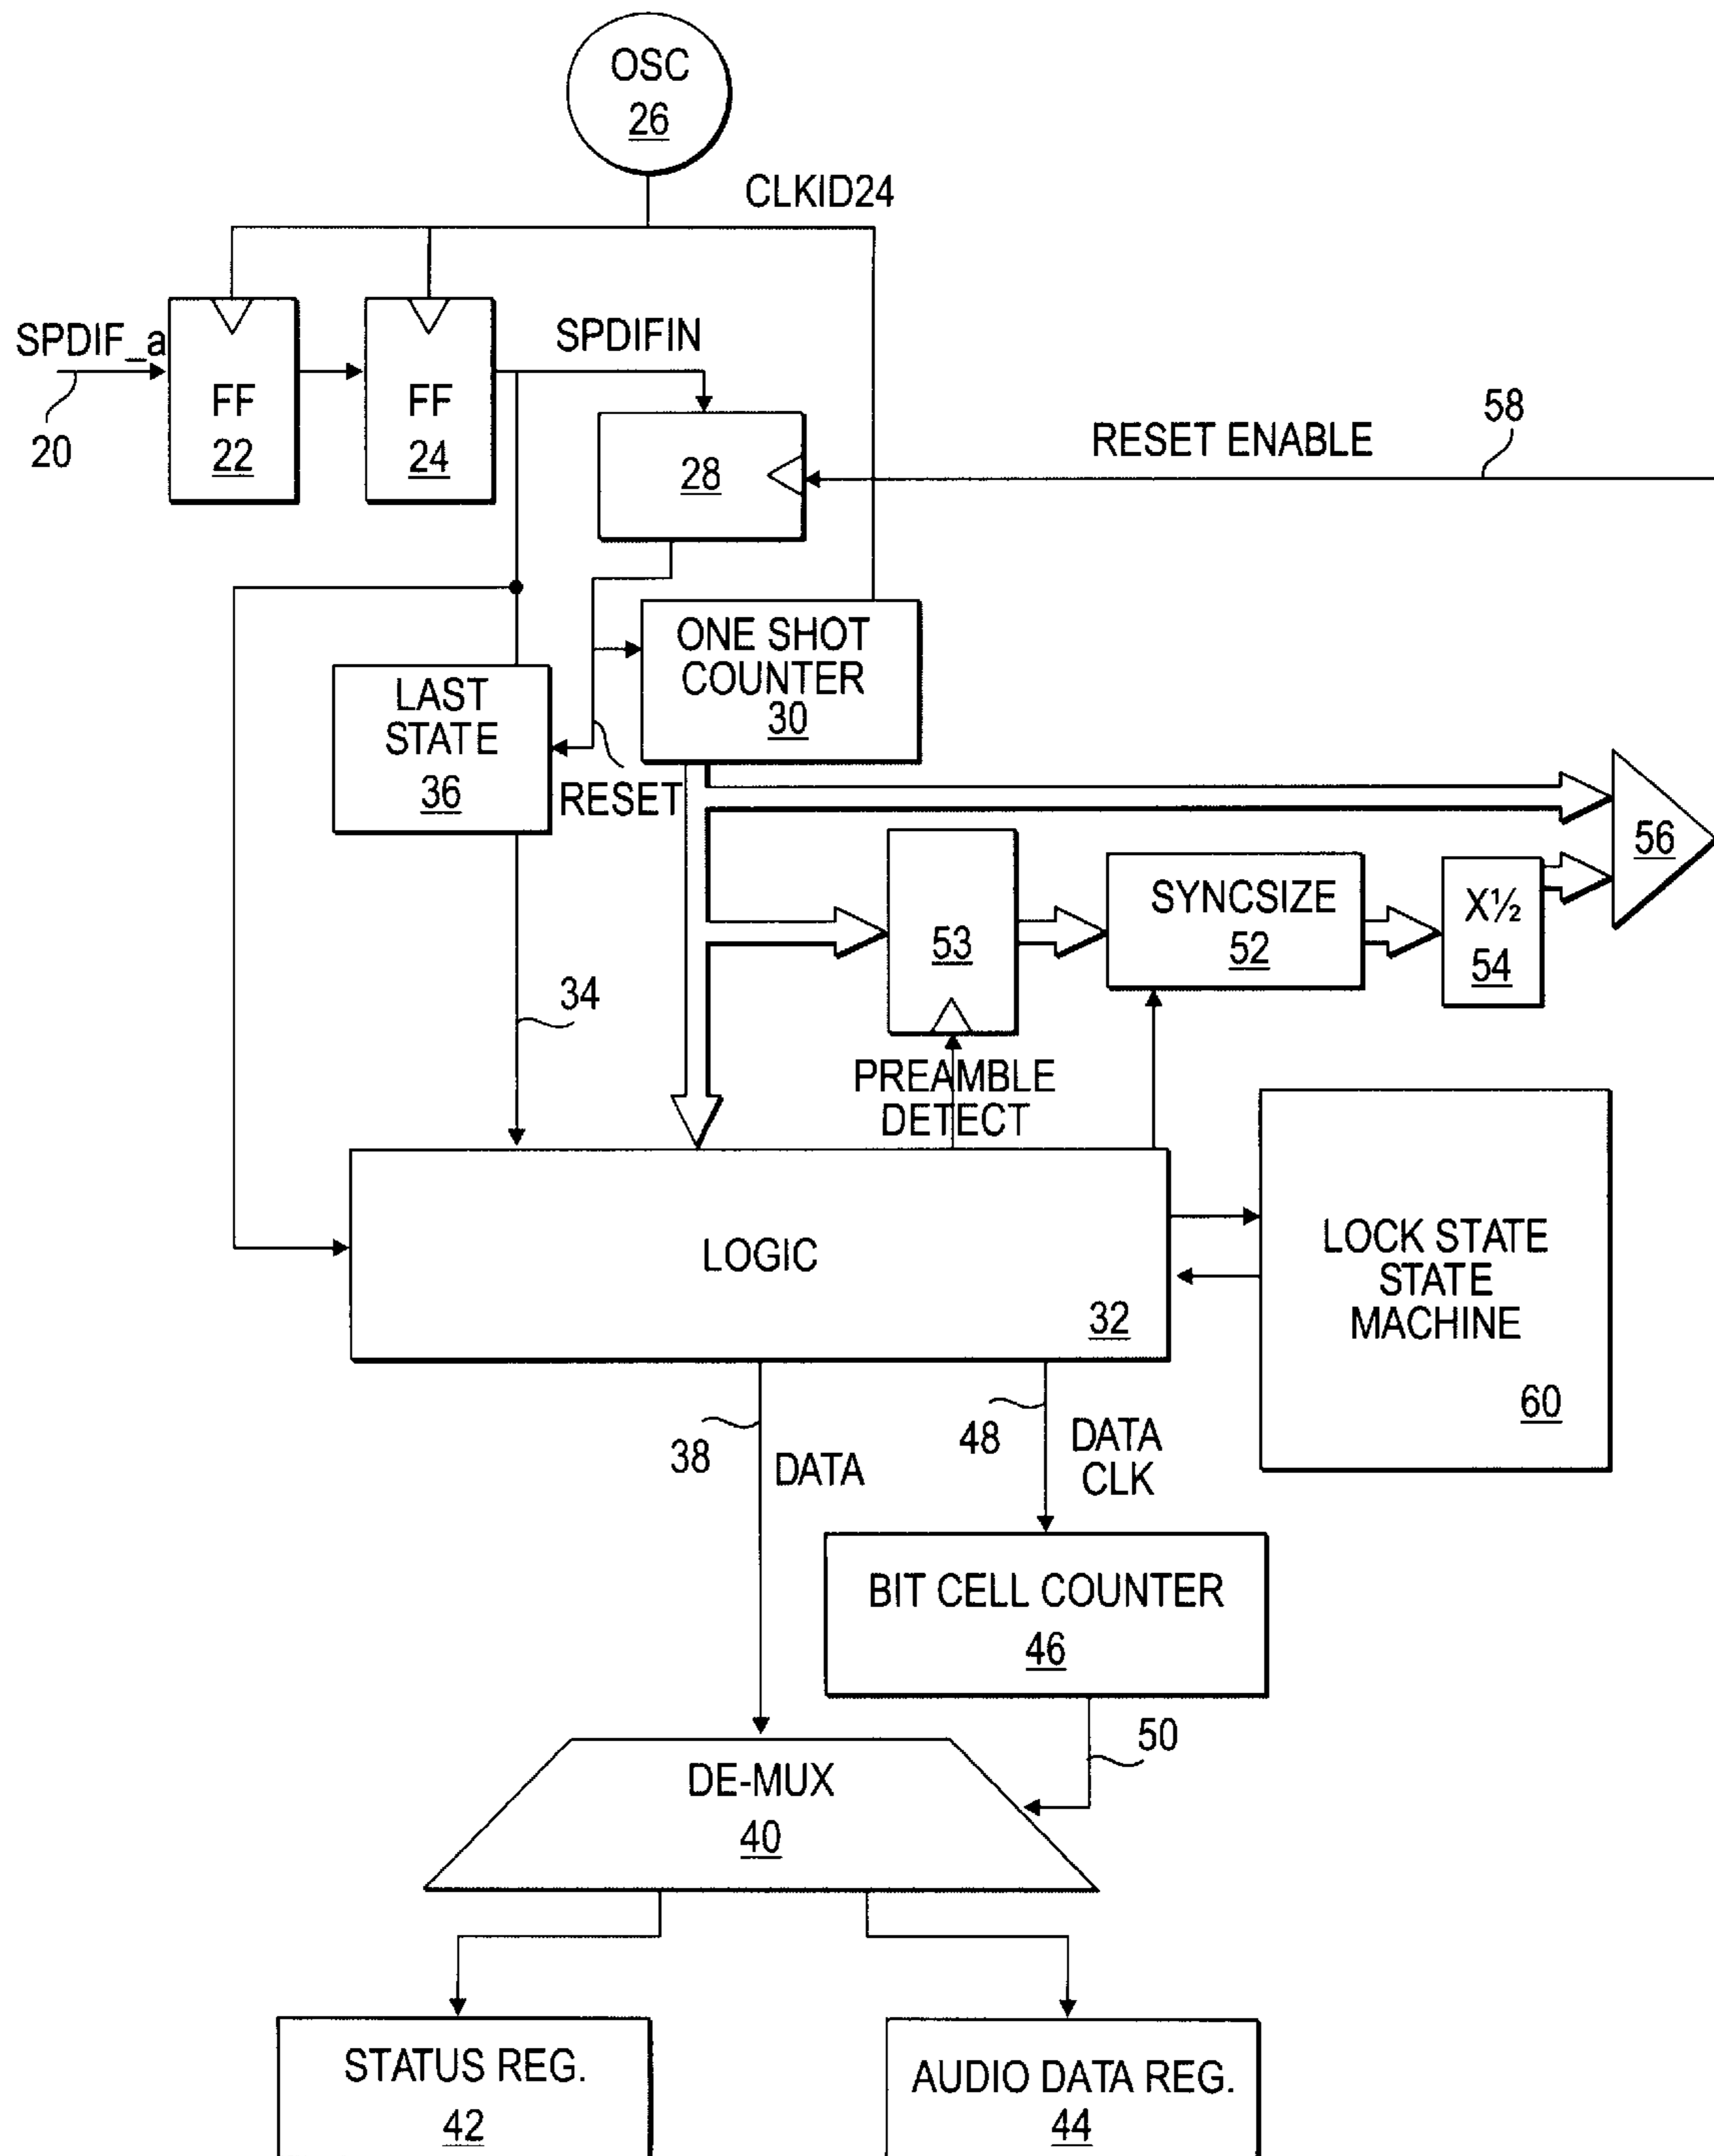 OSC
26
CLKID24
SPDIF_a
20
FF
22
FF
24
SPDIFIN
28
RESET ENABLE
58
ONE SHOT
COUNTER
30
LAST
STATE
36
RESET
56
53
SYNCSIZE
52
X½
54
34
PREAMBLE
DETECT
LOGIC
32
LOCK STATE
STATE
MACHINE
60
38
DATA
48
DATA
CLK
BIT CELL COUNTER
46
50
DE-MUX
40
STATUS REG.
42
AUDIO DATA REG.
44